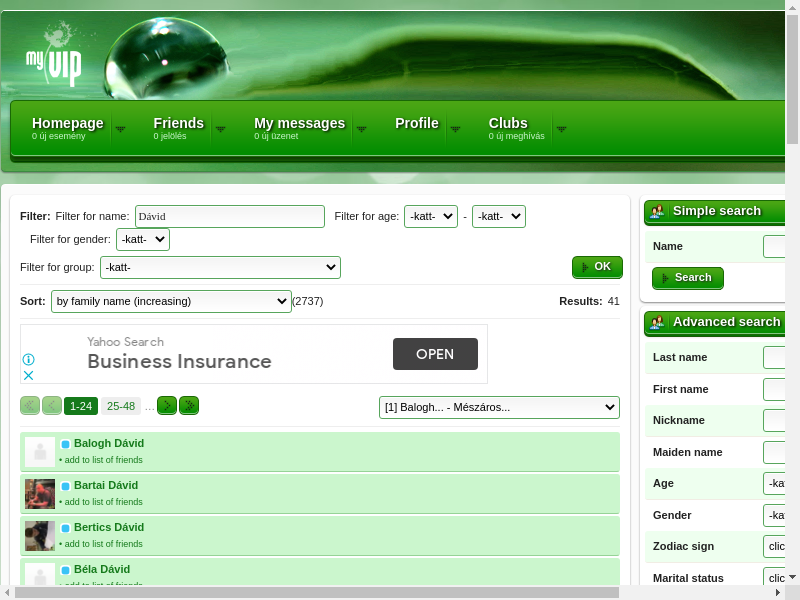 my VIP
Homepage
0 új esemény
Friends
0 jelölés
My messages
0 új üzenet
Profile
Clubs
0 új meghívás
Filter: Filter for name: Dávid Filter for age: -katt- - -katt-
Filter for gender: -katt-
Filter for group: -katt- OK
Sort: by family name (increasing) (2737) Results: 41
Yahoo Search
Business Insurance
OPEN
1-24 25-48 ... [1] Balogh... - Mészáros...
Balogh Dávid
• add to list of friends
Bartai Dávid
• add to list of friends
Bertics Dávid
• add to list of friends
Béla Dávid
• add to list of friends
Simple search
Name
Search
Advanced search
Last name
First name
Nickname
Maiden name
Age -ka
Gender -ka
Zodiac sign clic
Marital status clic